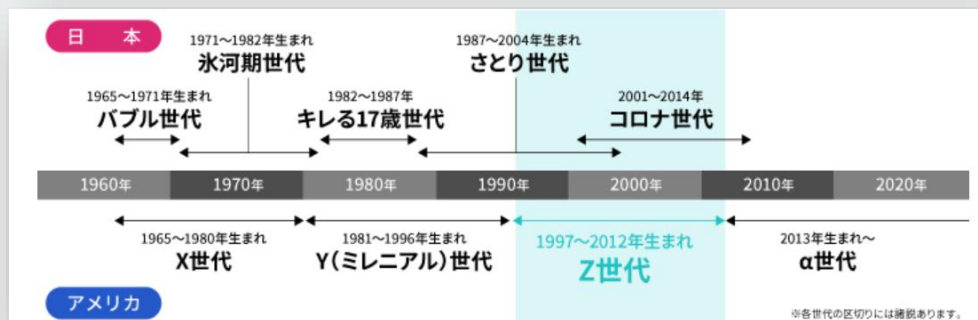 日 本
1971～1982年生まれ
氷河期世代
1987～2004年生まれ
さとり世代
1965～1971年生まれ
バブル世代
1982～1987年
キレる17歳世代
2001～2014年
コロナ世代
1960年 1970年 1980年 1990年 2000年 2010年 2020年
1965～1980年生まれ
X世代
1981～1996年生まれ
Y(ミレニアル)世代
1997～2012年生まれ
Z世代
2013年生まれ～
α世代
アメリカ
※各世代の区切りには諸説あります。